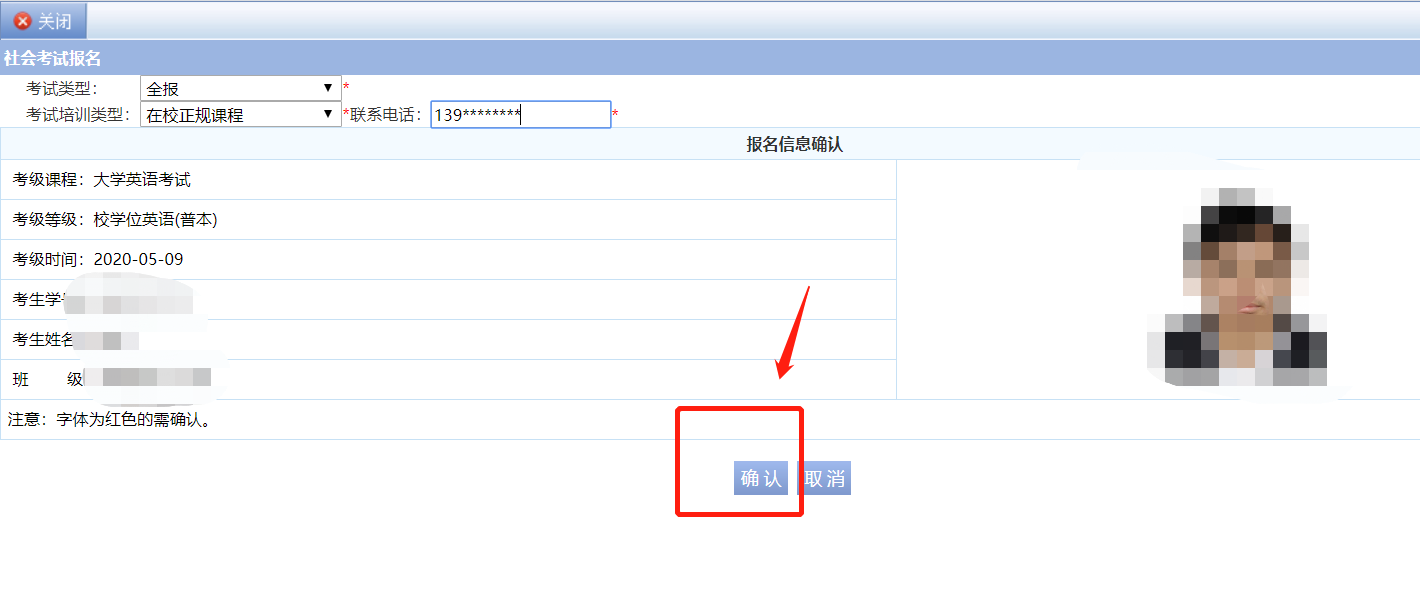 关闭
社会考试报名
考试类型： 全报 *
考试培训类型： 在校正规课程 *联系电话： 139******** *
报名信息确认
考级课程：大学英语考试
考级等级：校学位英语(普本)
考级时间：2020-05-09
考生学
考生姓名
班 级
注意：字体为红色的需确认。
确 认 取 消